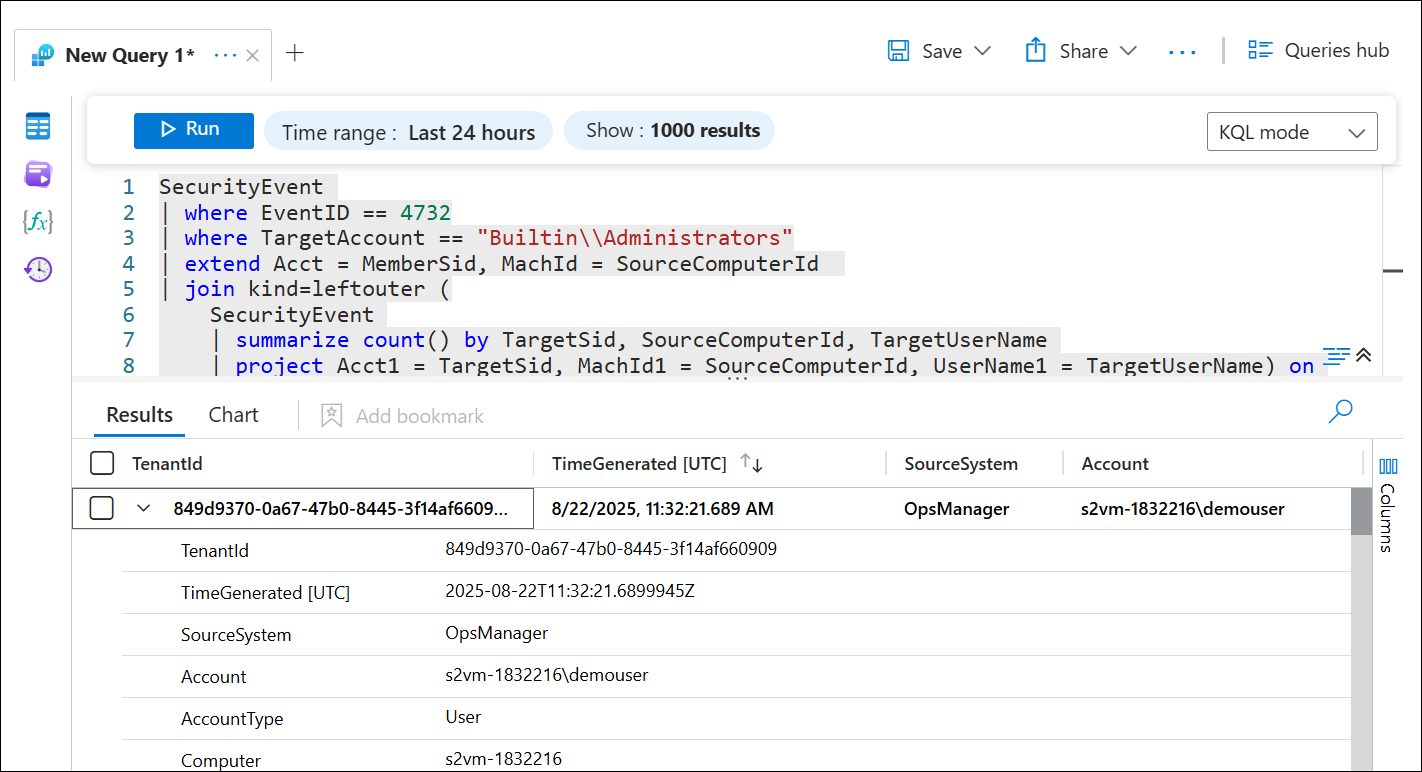 New Query 1* ··· × +
Save Share ··· Queries hub
Run Time range : Last 24 hours Show : 1000 results KQL mode
{fx}
1 SecurityEvent
2 | where EventID == 4732
3 | where TargetAccount == "Builtin\\Administrators"
4 | extend Acct = MemberSid, MachId = SourceComputerId
5 | join kind=leftouter (
6 SecurityEvent
7 | summarize count() by TargetSid, SourceComputerId, TargetUserName
8 | project Acct1 = TargetSid, MachId1 = SourceComputerId, UserName1 = TargetUserName) on
Results Chart Add bookmark
TenantId TimeGenerated [UTC] ↑↓ SourceSystem Account
849d9370-0a67-47b0-8445-3f14af6609... 8/22/2025, 11:32:21.689 AM OpsManager s2vm-1832216\demouser
Columns
TenantId 849d9370-0a67-47b0-8445-3f14af660909
TimeGenerated [UTC] 2025-08-22T11:32:21.6899945Z
SourceSystem OpsManager
Account s2vm-1832216\demouser
AccountType User
Computer s2vm-1832216